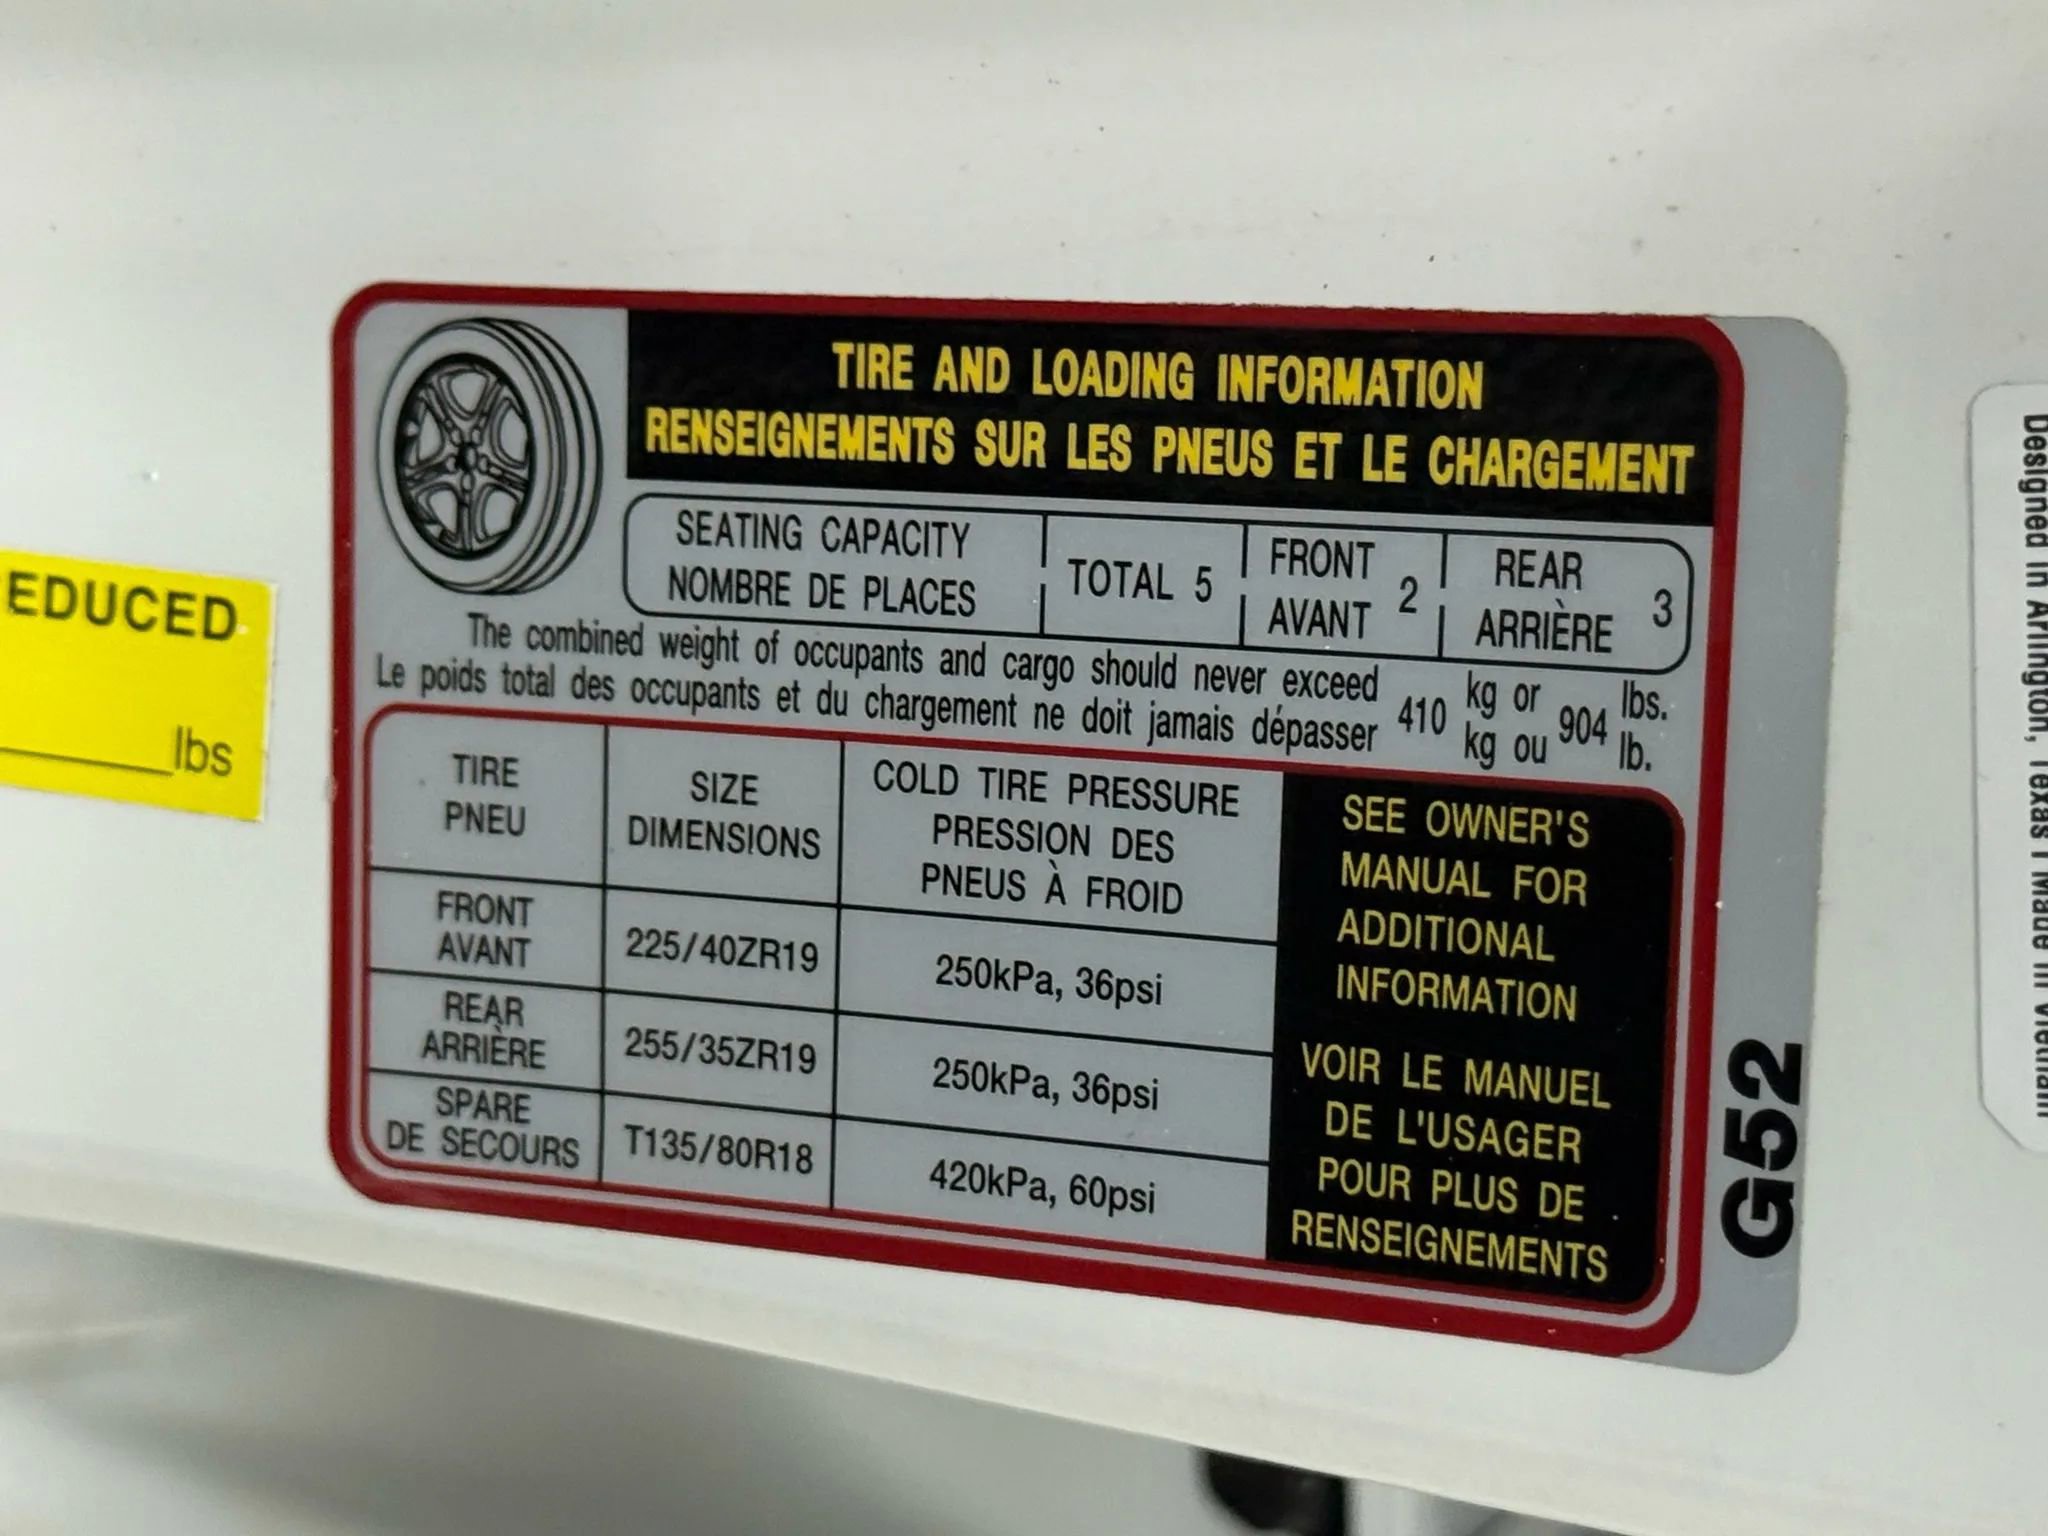 TIRE AND LOADING INFORMATION
RENSEIGNEMENTS SUR LES PNEUS ET LE CHARGEMENT
SEATING CAPACITY
NOMBRE DE PLACES
TOTAL 5
FRONT
AVANT
2
REAR
ARRIÈRE
3
The combined weight of occupants and cargo should never exceed
Le poids total des occupants et du chargement ne doit jamais dépasser
410
kg or
kg ou
904
lbs.
lb.
TIRE
PNEU
SIZE
DIMENSIONS
COLD TIRE PRESSURE
PRESSION DES
PNEUS À FROID
FRONT
AVANT
225/40ZR19
250kPa, 36psi
REAR
ARRIÈRE
255/35ZR19
250kPa, 36psi
SPARE
DE SECOURS
T135/80R18
420kPa, 60psi
SEE OWNER'S
MANUAL FOR
ADDITIONAL
INFORMATION
VOIR LE MANUEL
DE L'USAGER
POUR PLUS DE
RENSEIGNEMENTS
G52
EDUCED
lbs
Designed in Arlington, Texas | Made in Vietnam